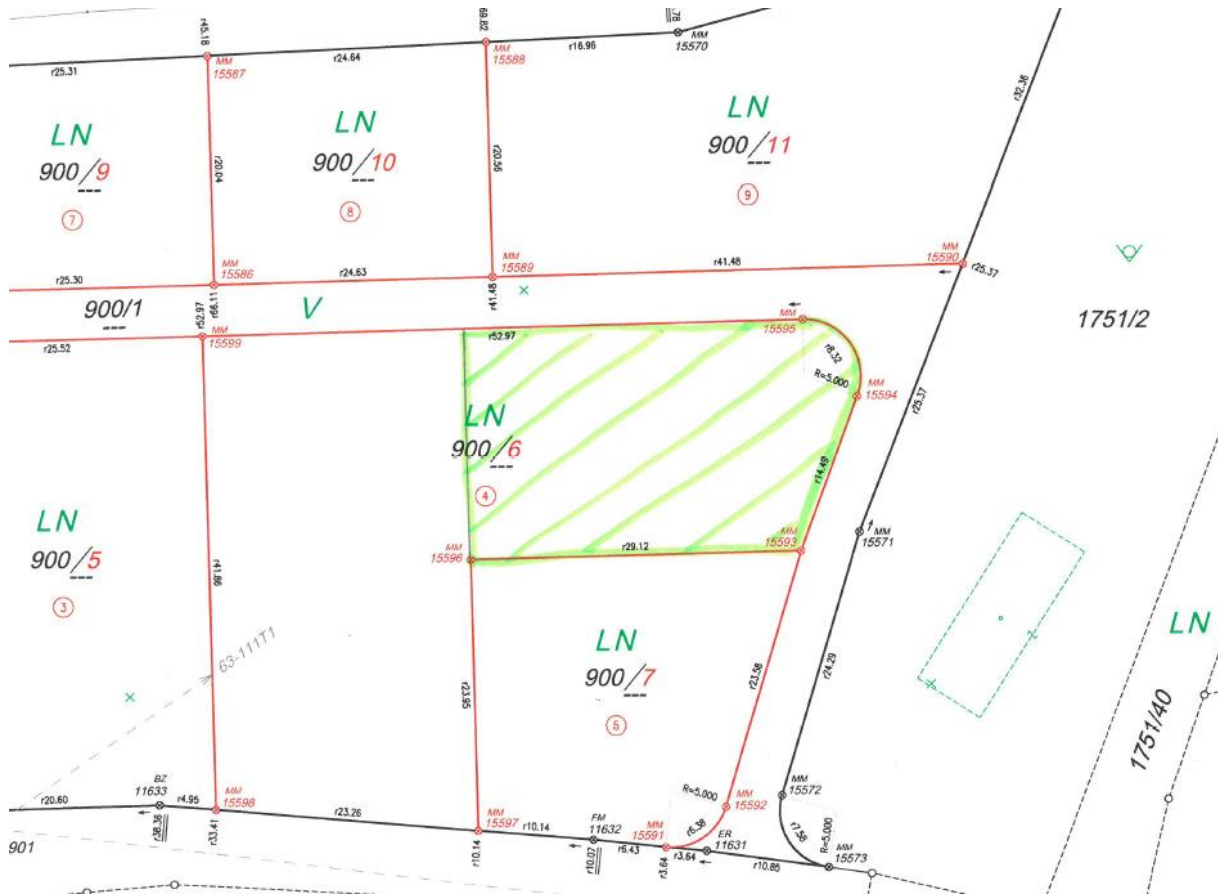 r45.18
69.82
.78
MM
15570
r16.96
MM
15588
r24.64
MM
15587
r25.31
r32.36
LN
900/9
7
r20.04
LN
900/10
8
r20.56
LN
900/11
9
MM
15590
r25.37
r41.48
MM
15589
r24.63
MM
15586
r25.30
900/1
r66.11
r52.97
V
r41.48
1751/2
MM
15595
MM
15599
r25.52
r52.97
r8.32
R=5.000
MM
15594
r25.37
LN
900/6
4
r14.49
MM
15593
MM
15571
LN
900/5
3
r41.86
MM
15596
r29.12
63-111T1
LN
900/7
5
r23.95
r23.58
r24.29
LN
1751/40
BZ
11633
r20.60
r4.95
MM
15598
r23.26
R=5.000
MM
15592
MM
15572
901
r38.36
r33.41
MM
15597
r10.14
FM
11632
MM
15591
r6.38
ER
11631
r7.58
R=5.000
MM
15573
r10.14
r10.07
r6.43
r3.64
r3.64
r10.85